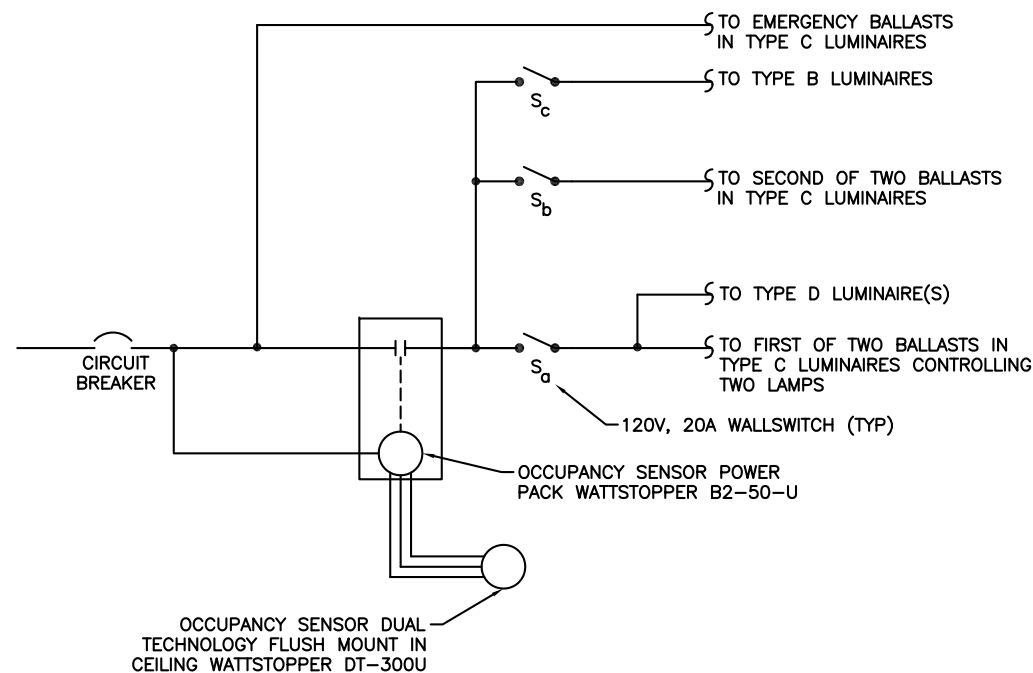 TO EMERGENCY BALLASTS
IN TYPE C LUMINAIRES
TO TYPE B LUMINAIRES
Sc
TO SECOND OF TWO BALLASTS
IN TYPE C LUMINAIRES
Sb
TO TYPE D LUMINAIRE(S)
CIRCUIT
BREAKER
Sa
TO FIRST OF TWO BALLASTS IN
TYPE C LUMINAIRES CONTROLLING
TWO LAMPS
120V, 20A WALLSWITCH (TYP)
OCCUPANCY SENSOR POWER
PACK WATTSTOPPER B2-50-U
OCCUPANCY SENSOR DUAL
TECHNOLOGY FLUSH MOUNT IN
CEILING WATTSTOPPER DT-300U